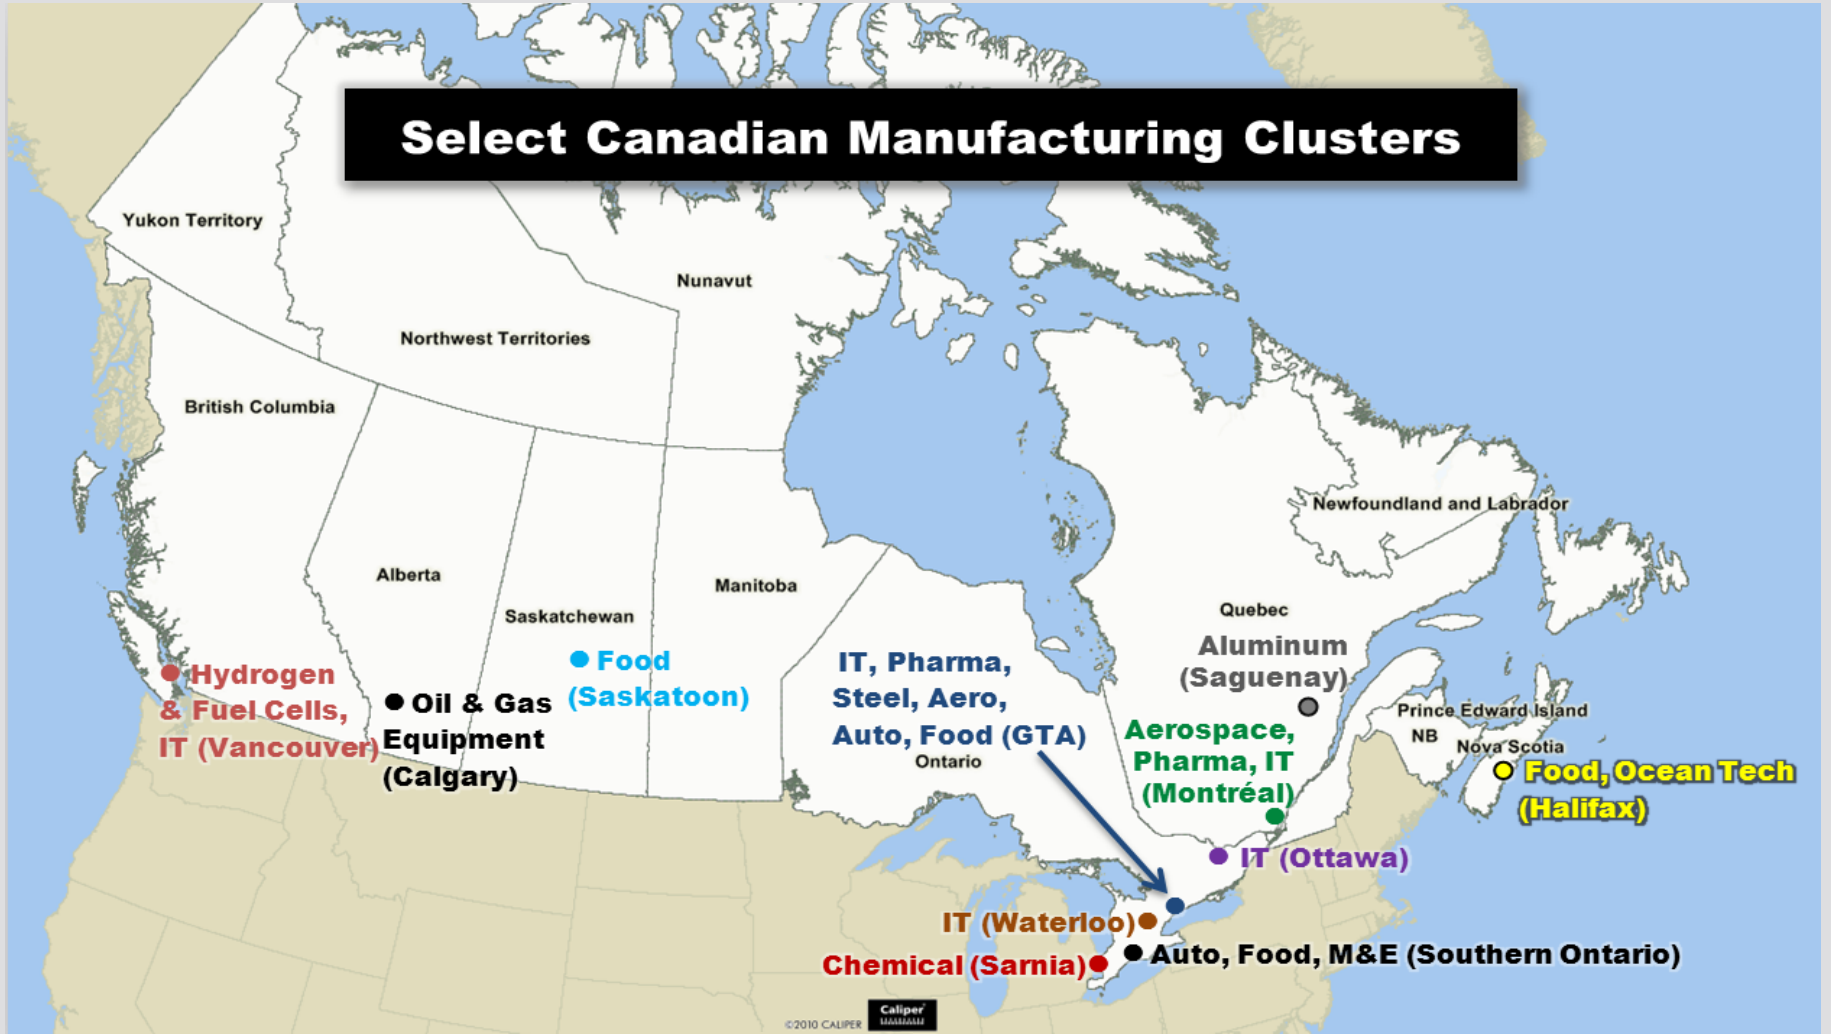 Select Canadian Manufacturing Clusters
Yukon Territory
Nunavut
Northwest Territories
British Columbia
Newfoundland and Labrador
Alberta
Manitoba
Saskatchewan
Quebec
Aluminum
(Saguenay)
Food
(Saskatoon)
IT, Pharma,
Steel, Aero,
Auto, Food (GTA)
Ontario
Hydrogen
& Fuel Cells,
IT (Vancouver)
Oil & Gas
Equipment
(Calgary)
Prince Edward Island
NB
Nova Scotia
Aerospace,
Pharma, IT
(Montréal)
Food, Ocean Tech
(Halifax)
IT (Ottawa)
IT (Waterloo)
Auto, Food, M&E (Southern Ontario)
Chemical (Sarnia)
©2010 CALIPER
Caliper